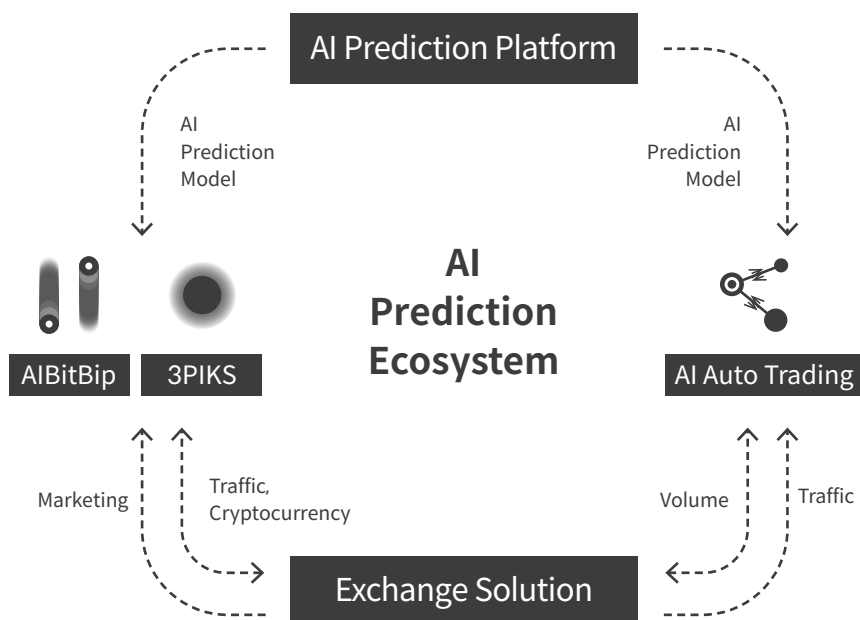 AI Prediction Platform
AI
Prediction
Model
AI
Prediction
Model
AI
Prediction
Ecosystem
AIBitBip
3PIKS
AI Auto Trading
Marketing
Traffic,
Cryptocurrency
Volume
Traffic
Exchange Solution